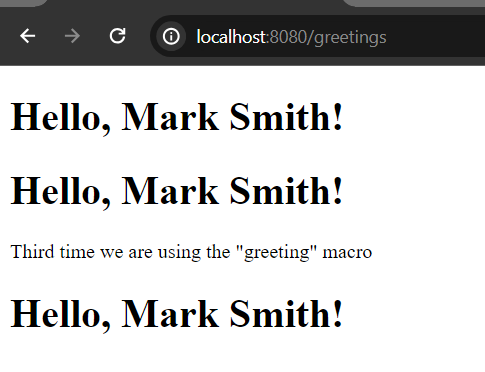 localhost:8080/greetings
Hello, Mark Smith!
Hello, Mark Smith!
Third time we are using the "greeting" macro
Hello, Mark Smith!